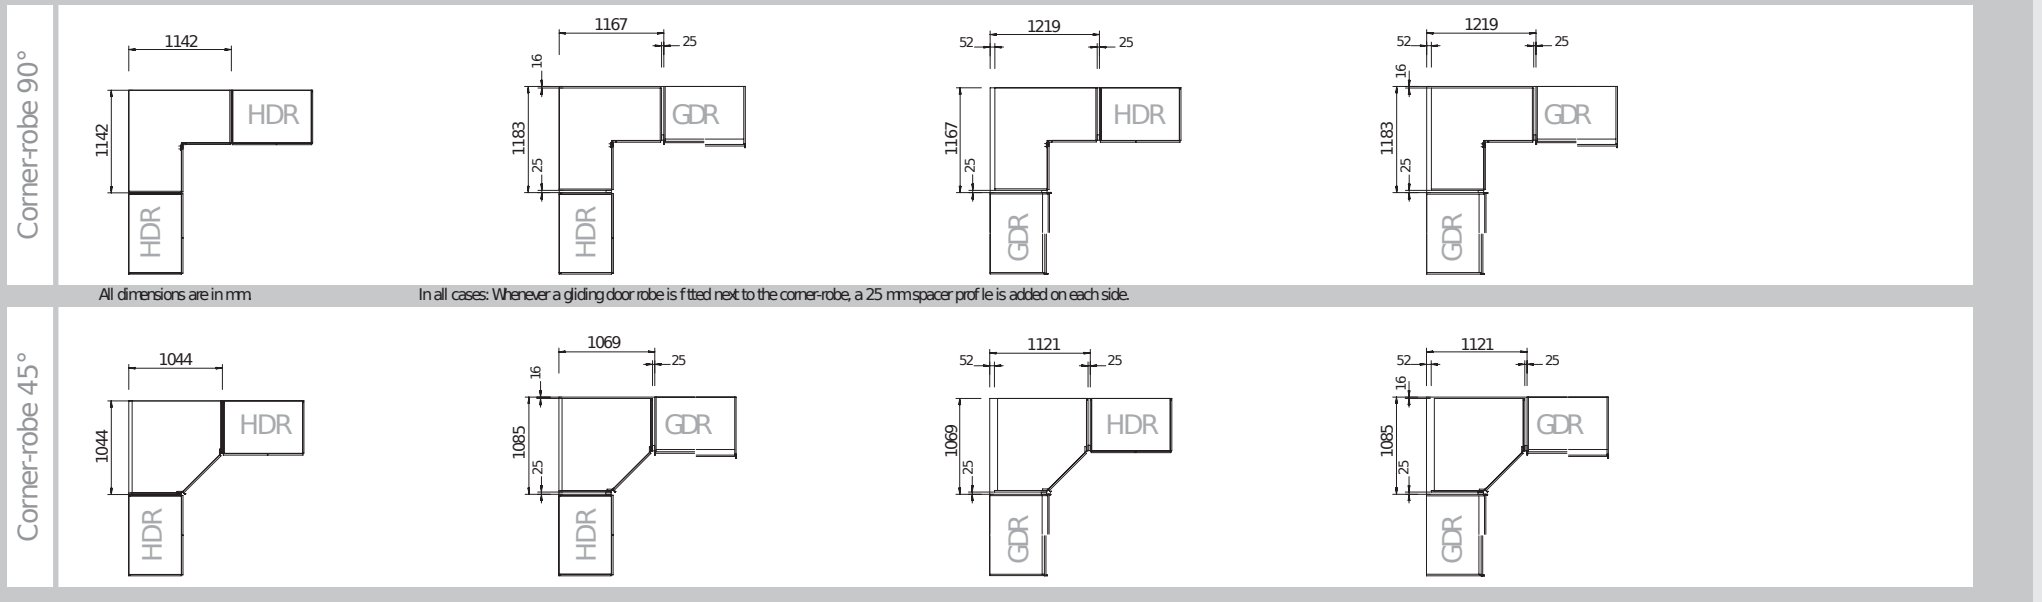 Corner-robe 90°
1142
1142
HDR
HDR
1167
25
16
1183
25
GDR
HDR
1219
52
25
1167
25
HDR
GDR
1219
52
25
16
1183
25
GDR
GDR
All dimensions are in mm.
In all cases: Whenever a gliding door robe is f tted next to the corner-robe, a 25 mm spacer prof le is added on each side.
Corner-robe 45°
1044
1044
HDR
HDR
1069
25
16
1085
25
GDR
HDR
1121
52
25
1069
25
HDR
GDR
1121
52
25
16
1085
25
GDR
GDR